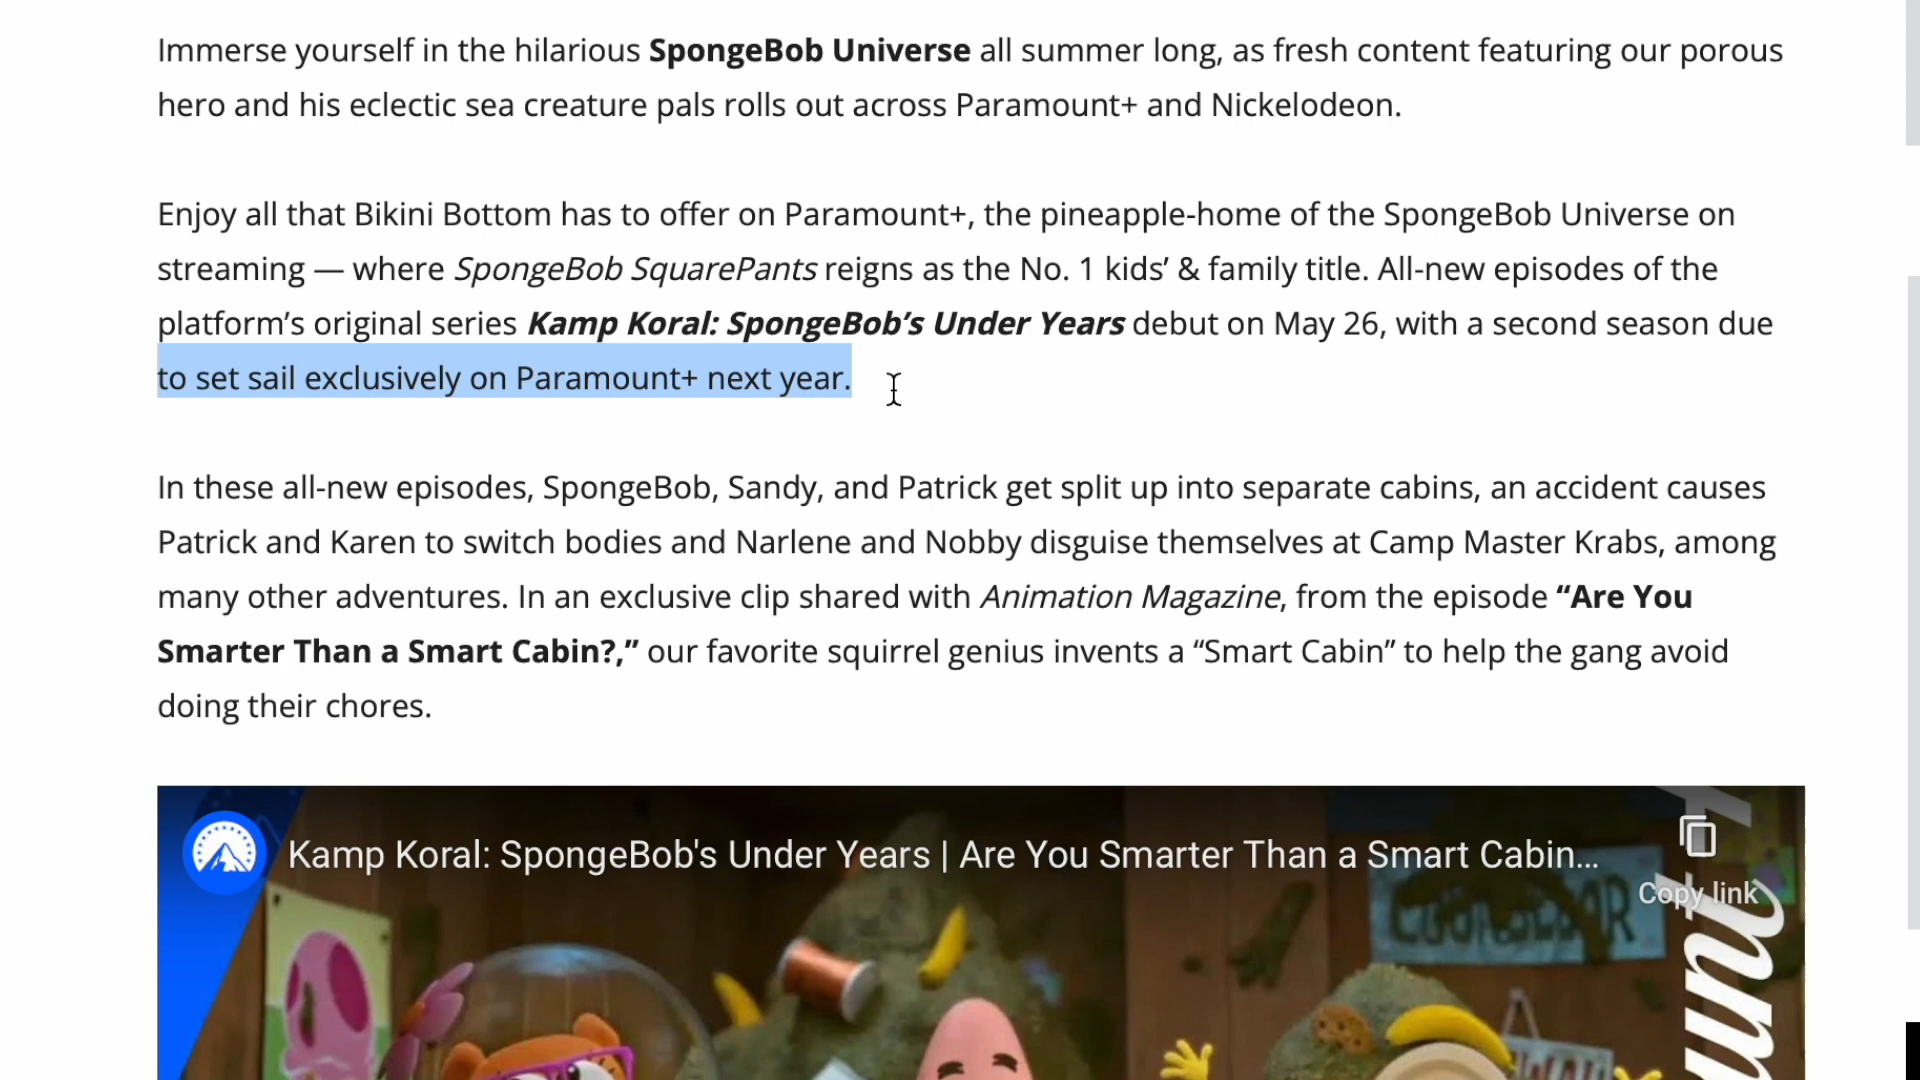 Immerse yourself in the hilarious SpongeBob Universe all summer long, as fresh content featuring our porous
hero and his eclectic sea creature pals rolls out across Paramount+ and Nickelodeon.
Enjoy all that Bikini Bottom has to offer on Paramount+, the pineapple-home of the SpongeBob Universe on
streaming — where SpongeBob SquarePants reigns as the No. 1 kids’ & family title. All-new episodes of the
platform’s original series Kamp Koral: SpongeBob’s Under Years debut on May 26, with a second season due
to set sail exclusively on Paramount+ next year.
In these all-new episodes, SpongeBob, Sandy, and Patrick get split up into separate cabins, an accident causes
Patrick and Karen to switch bodies and Narlene and Nobby disguise themselves at Camp Master Krabs, among
many other adventures. In an exclusive clip shared with Animation Magazine, from the episode “Are You
Smarter Than a Smart Cabin?,” our favorite squirrel genius invents a “Smart Cabin” to help the gang avoid
doing their chores.
Kamp Koral: SpongeBob's Under Years | Are You Smarter Than a Smart Cabin...
Copy link